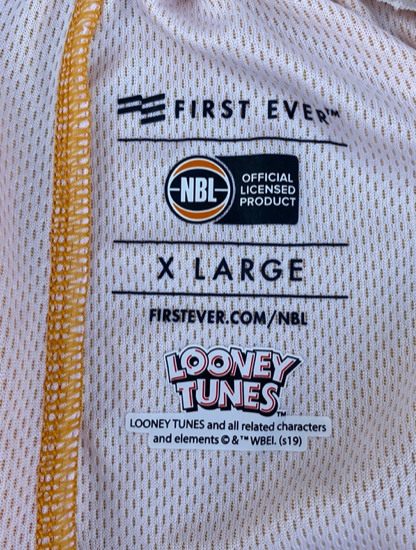 FIRST EVER™
NBL
OFFICIAL
LICENSED
PRODUCT
X LARGE
FIRSTEVER.COM/NBL
LOONEY
TUNES™
LOONEY TUNES and all related characters
and elements © & ™ WBEI. (s19)